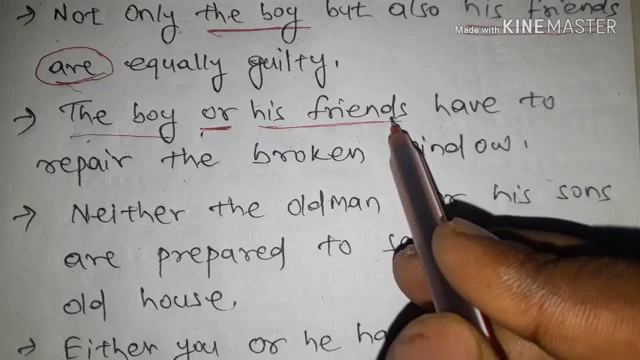 → Not only the boy but also his friends
Made with KINEMASTER
are equally guilty.
→ The boy or his friends have to
repair the broken window.
→ Neither the oldman his sons
are prepared to
old house.
→ Either you or he